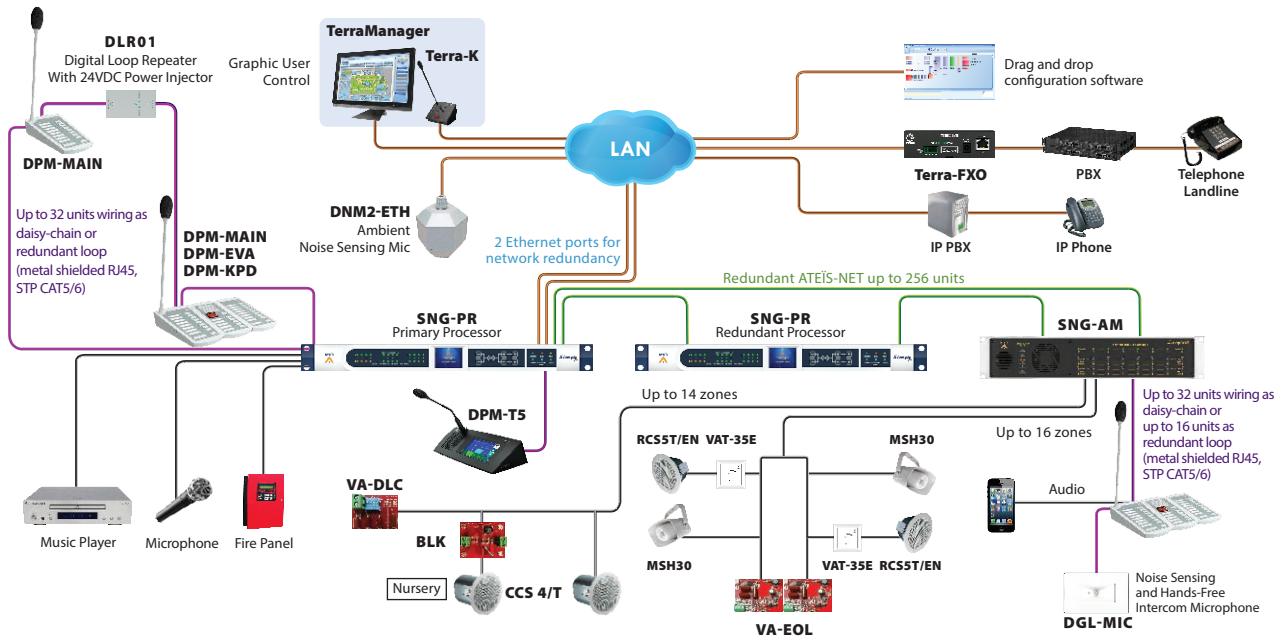 DLR01
Digital Loop Repeater
With 24VDC Power Injector
DPM-MAIN
Graphic User
Control
TerraManager
Terra-K
LAN
Drag and drop
configuration software
Terra-FXO
PBX
Telephone
Landline
IP PBX
IP Phone
Up to 32 units wiring as
daisy-chain or
redundant loop
(metal shielded RJ45,
STP CAT5/6)
DPM-MAIN
DPM-EVA
DPM-KPD
DNM2-ETH
Ambient
Noise Sensing Mic
2 Ethernet ports for
network redundancy
Redundant ATEÏS-NET up to 256 units
SNG-PR
Primary Processor
SNG-PR
Redundant Processor
SNG-AM
DPM-T5
Up to 14 zones
Up to 16 zones
Up to 32 units wiring as
daisy-chain or
up to 16 units as
redundant loop
(metal shielded RJ45,
STP CAT5/6)
Music Player
Microphone
Fire Panel
VA-DLC
BLK
Nursery
CCS 4/T
RCS5T/EN
VAT-35E
MSH30
MSH30
VAT-35E
RCS5T/EN
VA-EOL
Audio
DGL-MIC
Noise Sensing
and Hands-Free
Intercom Microphone